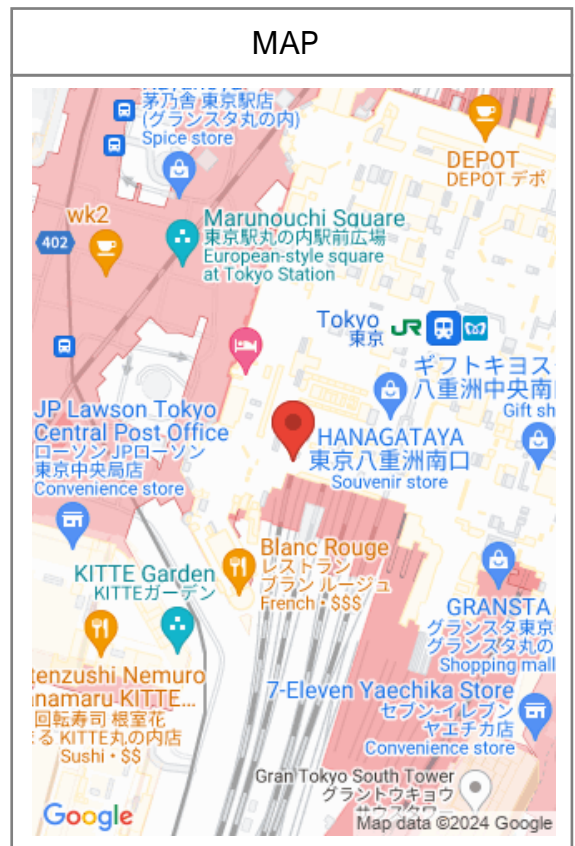 MAP
茅乃舎 東京駅店
(グランスタ丸の内)
Spice store
DEPOT
DEPOT デポ
wk2
402
Marunouchi Square
東京駅丸の内駅前広場
European-style square
at Tokyo Station
Tokyo
東京
JR
ギフトキヨス
八重洲中央南
Gift sh
JP Lawson Tokyo
Central Post Office
ローソン JPローソン
東京中央局店
Convenience store
HANAGATAYA
東京八重洲南口
Souvenir store
Blanc Rouge
レストラン
ブラン ルージュ
French • $$$
KITTE Garden
KITTEガーデン
GRANSTA
グランスタ東京
グランスタ丸の
Shopping mall
tenzushi Nemuro
namaru KITTE...
回転寿司 根室花
まる KITTE丸の内店
Sushi • $$
7-Eleven Yaechika Store
セブン-イレブン
ヤエチカ店
Convenience store
Gran Tokyo South Tower
グラントウキョウ
サウスタワー
Google
Map data ©2024 Google